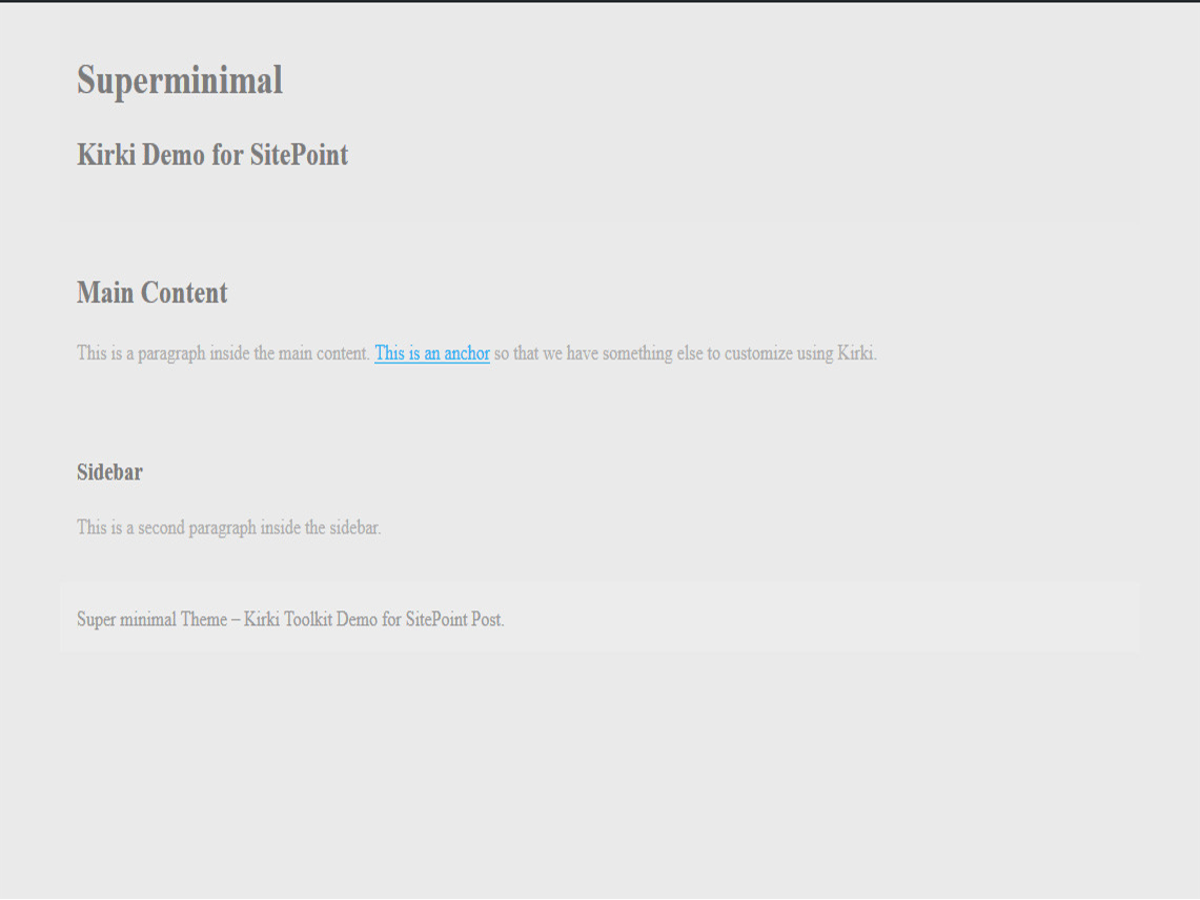 Superminimal
Kirki Demo for SitePoint
Main Content
This is a paragraph inside the main content. This is an anchor so that we have something else to customize using Kirki.
Sidebar
This is a second paragraph inside the sidebar.
Super minimal Theme – Kirki Toolkit Demo for SitePoint Post.